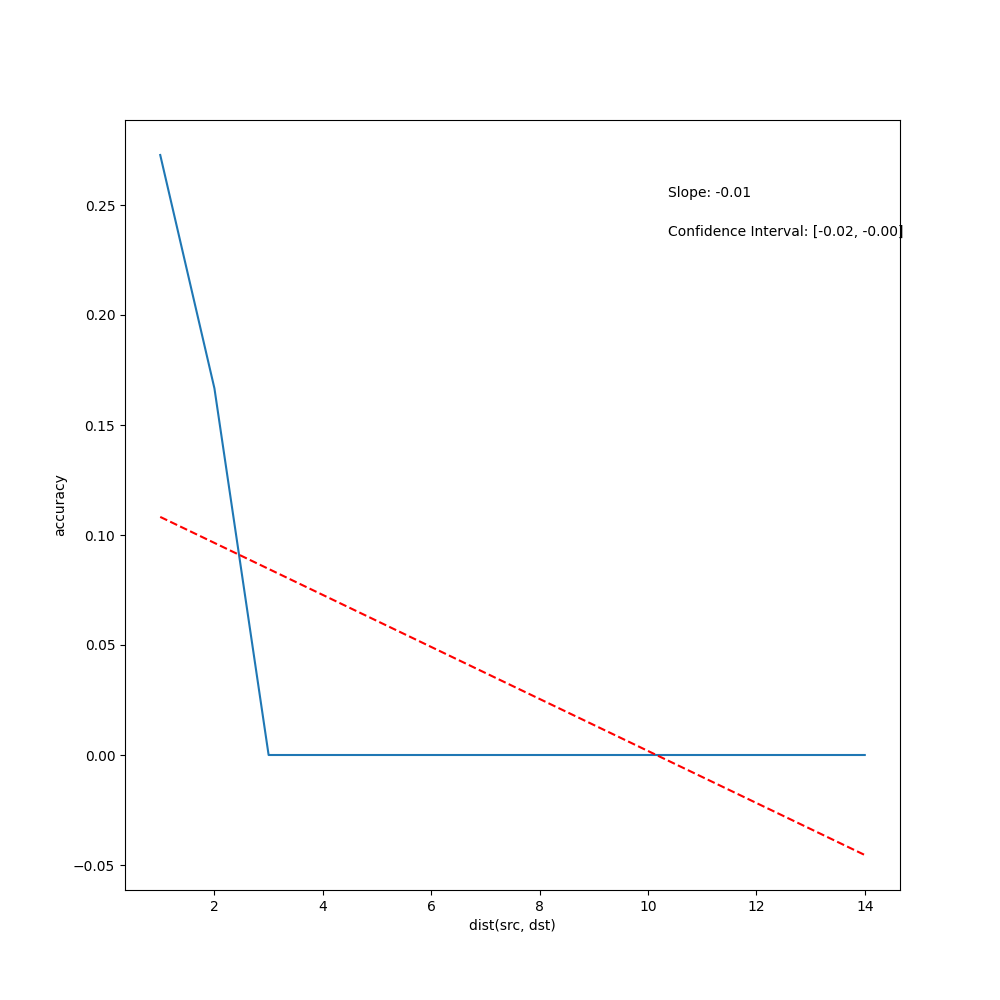 Slope: -0.01
Confidence Interval: [-0.02, -0.00]
0.25
0.20
0.15
0.10
0.05
0.00
−0.05
accuracy
2 4 6 8 10 12 14
dist(src, dst)